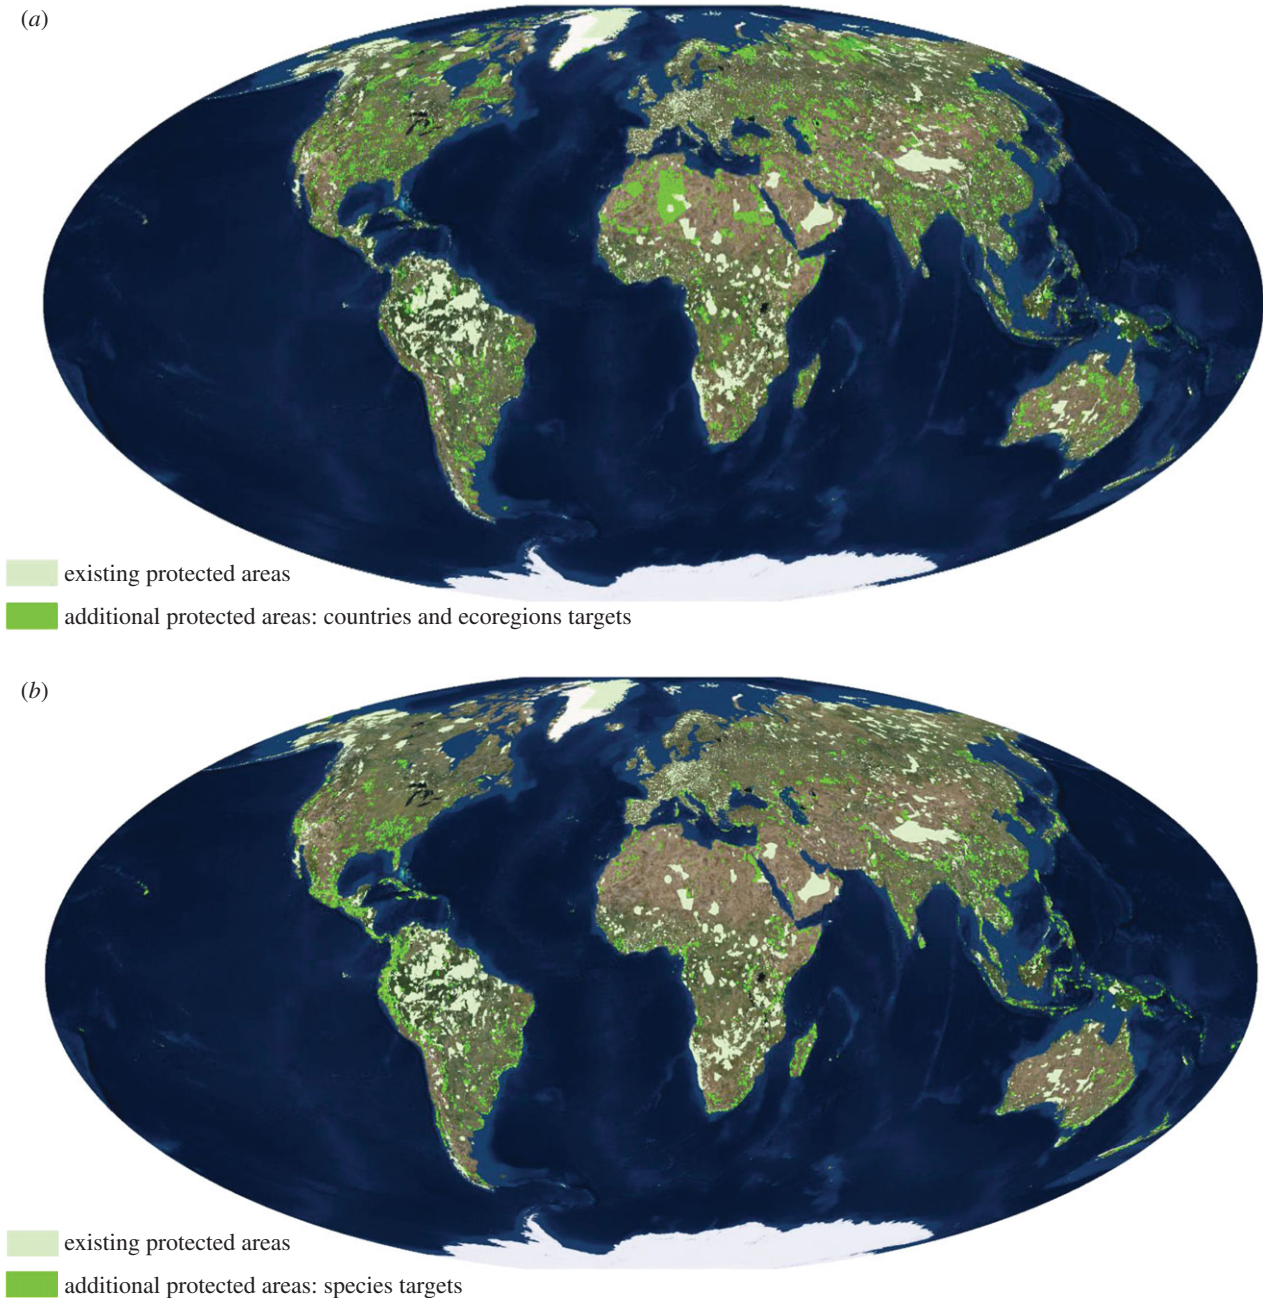 (a)
existing protected areas
additional protected areas: countries and ecoregions targets
(b)
existing protected areas
additional protected areas: species targets